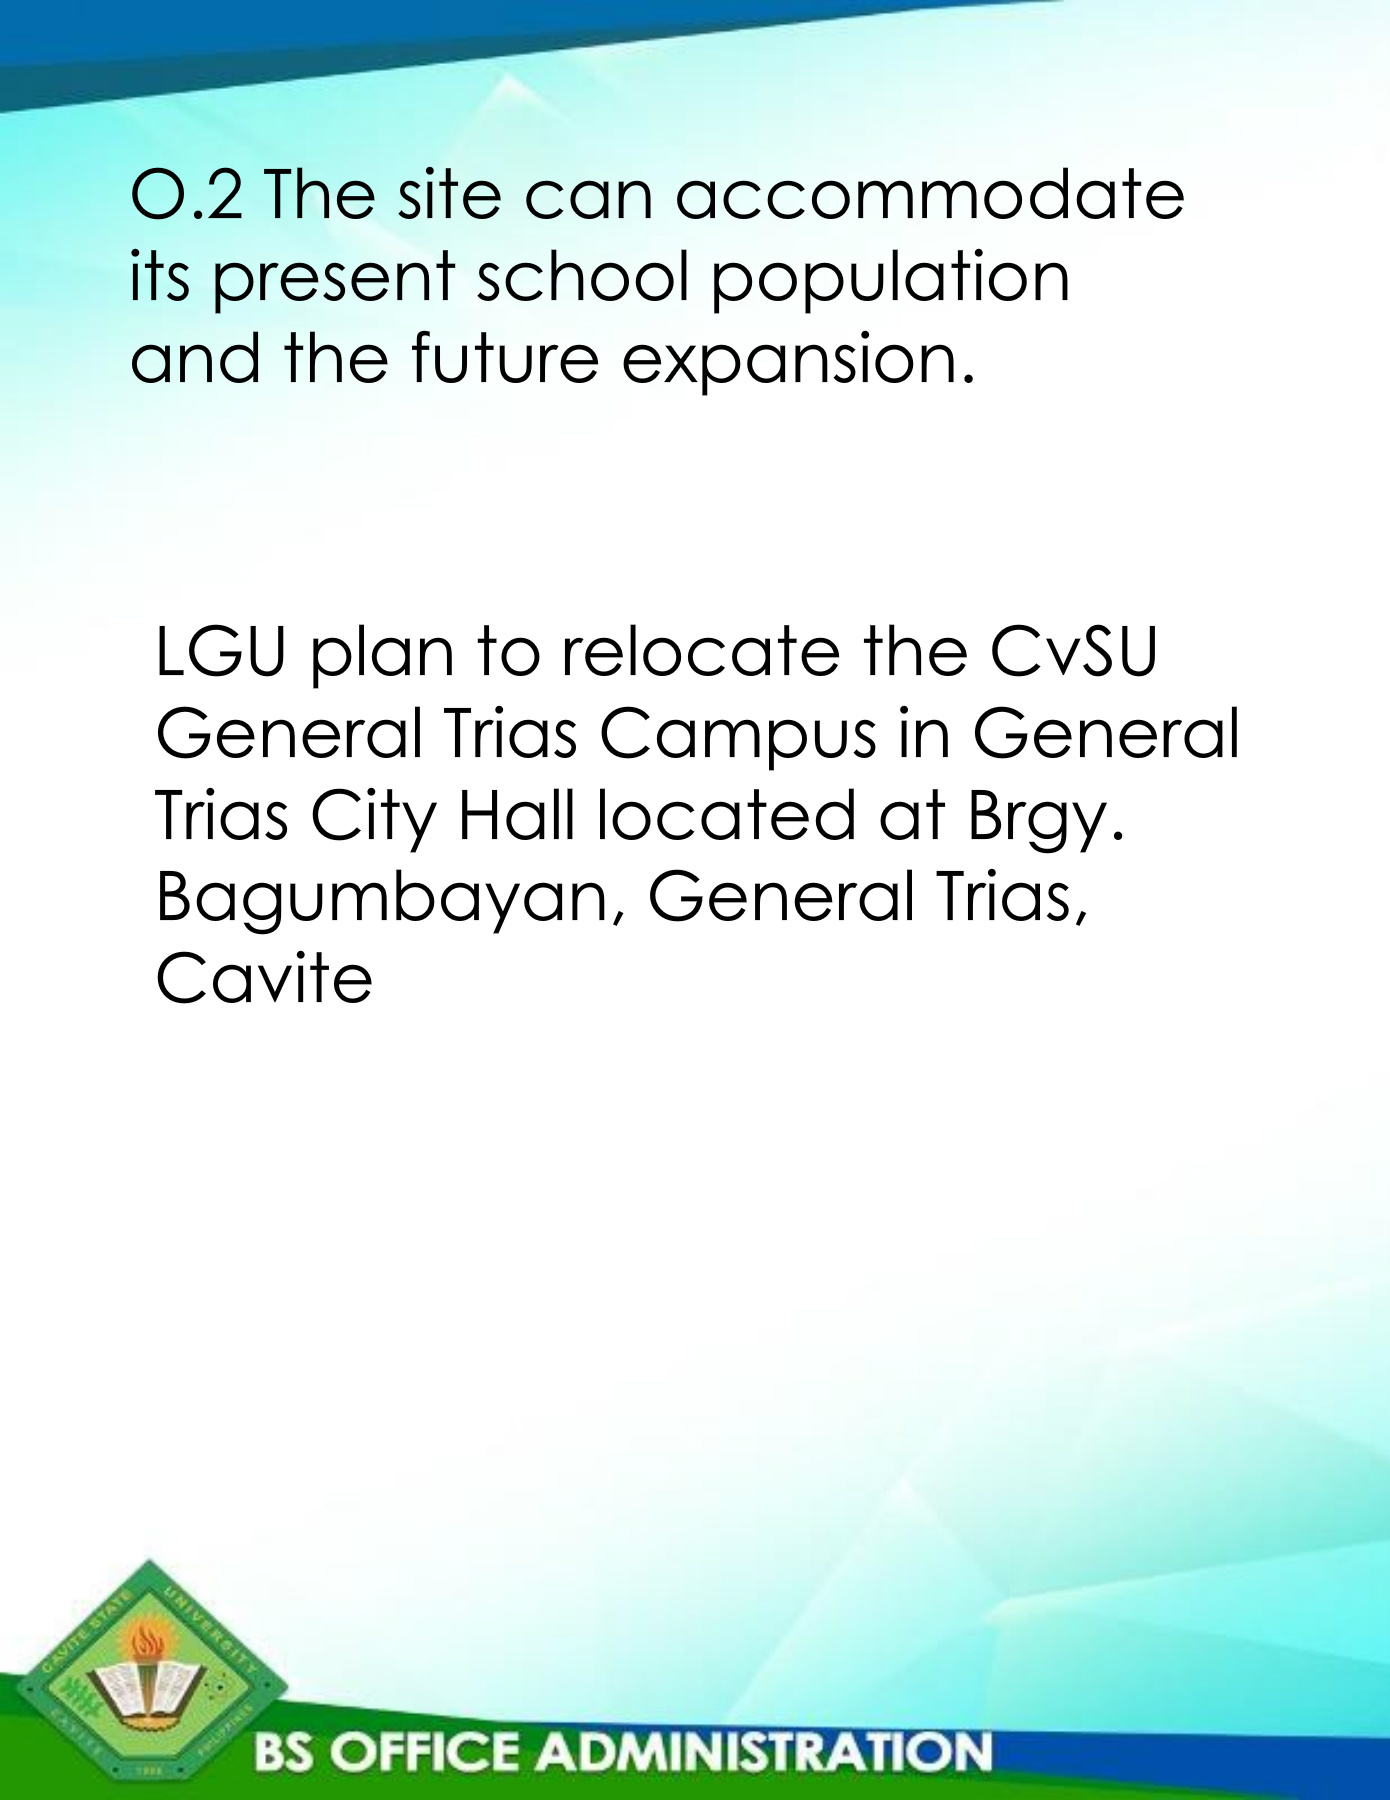 O.2 The site can accommodate
its present school population
and the future expansion.
LGU plan to relocate the CvSU
General Trias Campus in General
Trias City Hall located at Brgy.
Bagumbayan, General Trias,
Cavite
CAVITE STATE
UNIVERSITY
CAVITE
PHILIPPINES
1906
BS OFFICE ADMINISTRATION